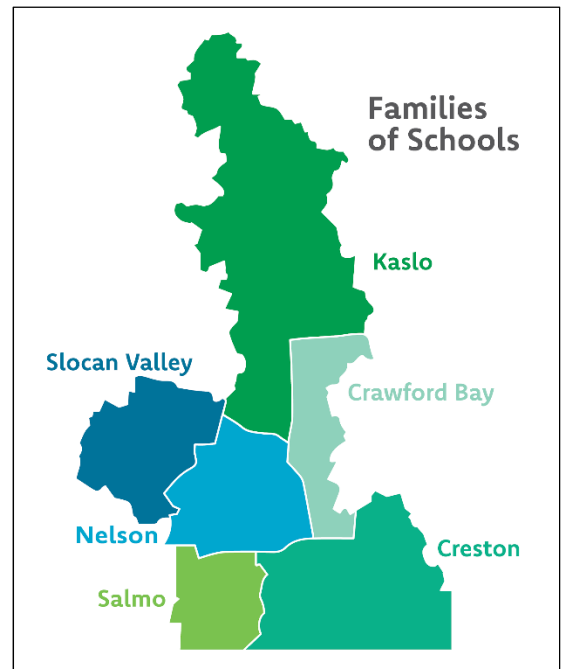 Families
of Schools
Kaslo
Slocan Valley
Crawford Bay
Nelson
Creston
Salmo